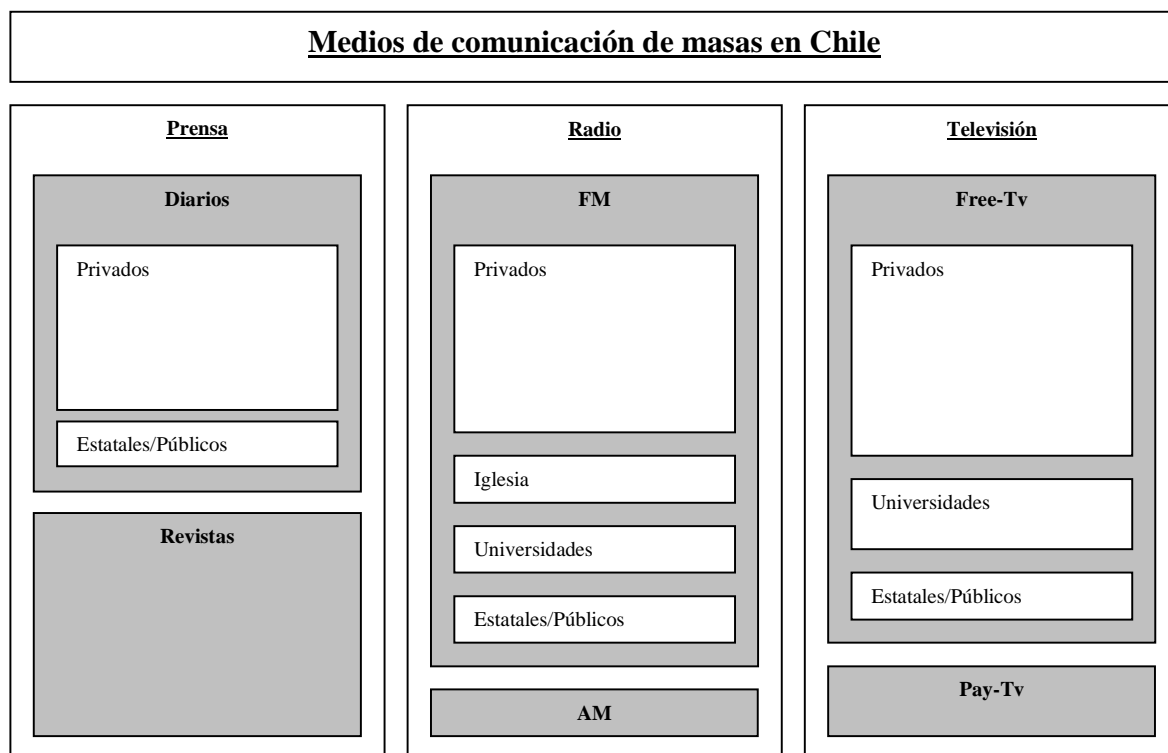 Medios de comunicación de masas en Chile
Prensa
Diarios
Privados
Estatales/Públicos
Revistas
Radio
FM
Privados
Iglesia
Universidades
Estatales/Públicos
AM
Televisión
Free-Tv
Privados
Universidades
Estatales/Públicos
Pay-Tv